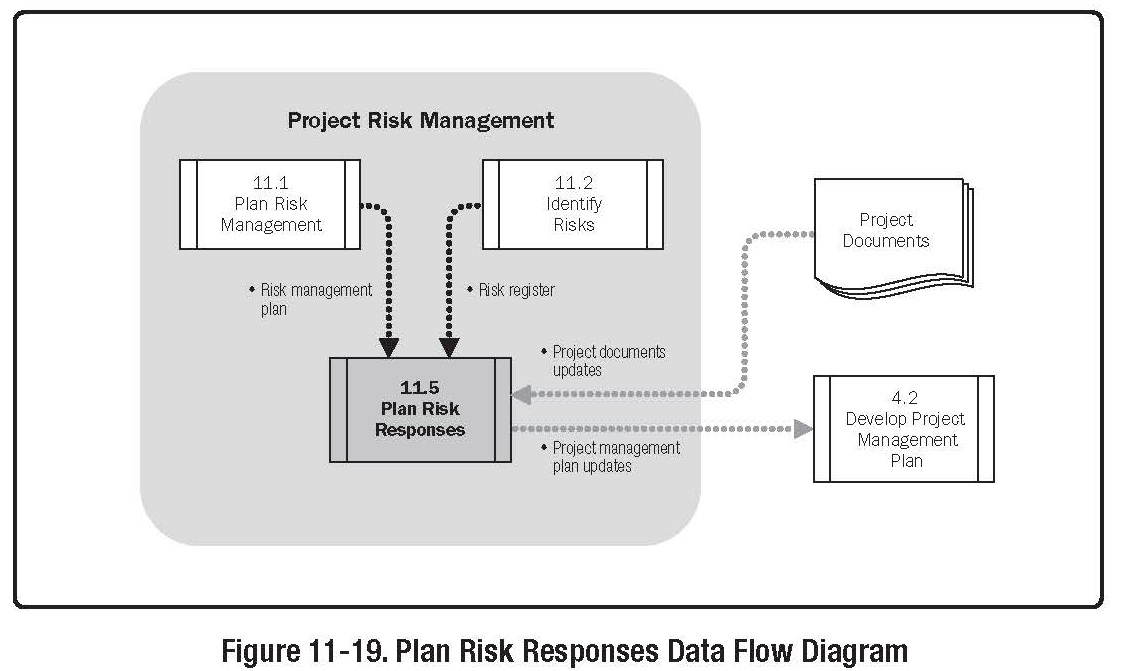 Project Risk Management
11.1
Plan Risk
Management
11.2
Identify
Risks
Project
Documents
• Risk management
plan
• Risk register
• Project documents
updates
11.5
Plan Risk
Responses
4.2
Develop Project
Management
Plan
• Project management
plan updates
Figure 11-19. Plan Risk Responses Data Flow Diagram